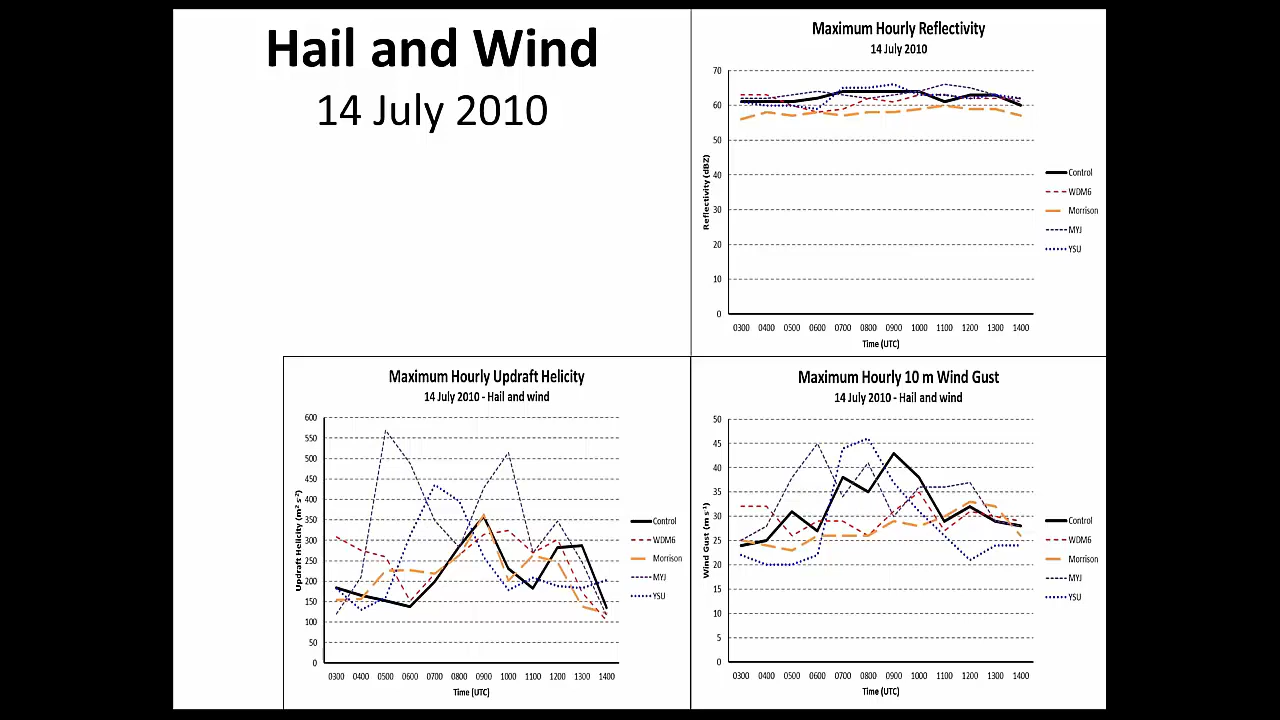 Hail and Wind
14 July 2010
Maximum Hourly Reflectivity
14 July 2010
70
60
50
40
30
20
10
0
Reflectivity (dBZ)
0300 0400 0500 0600 0700 0800 0900 1000 1100 1200 1300 1400
Time (UTC)
Control
WDM6
Morrison
MYJ
YSU
Maximum Hourly Updraft Helicity
14 July 2010 - Hail and wind
600
550
500
450
400
350
300
250
200
150
100
50
0
Updraft Helicity (m² s⁻²)
0300 0400 0500 0600 0700 0800 0900 1000 1100 1200 1300 1400
Time (UTC)
Control
WDM6
Morrison
MYJ
YSU
Maximum Hourly 10 m Wind Gust
14 July 2010 - Hail and wind
50
45
40
35
30
25
20
15
10
5
0
Wind Gust (m s⁻¹)
0300 0400 0500 0600 0700 0800 0900 1000 1100 1200 1300 1400
Time (UTC)
Control
WDM6
Morrison
MYJ
YSU